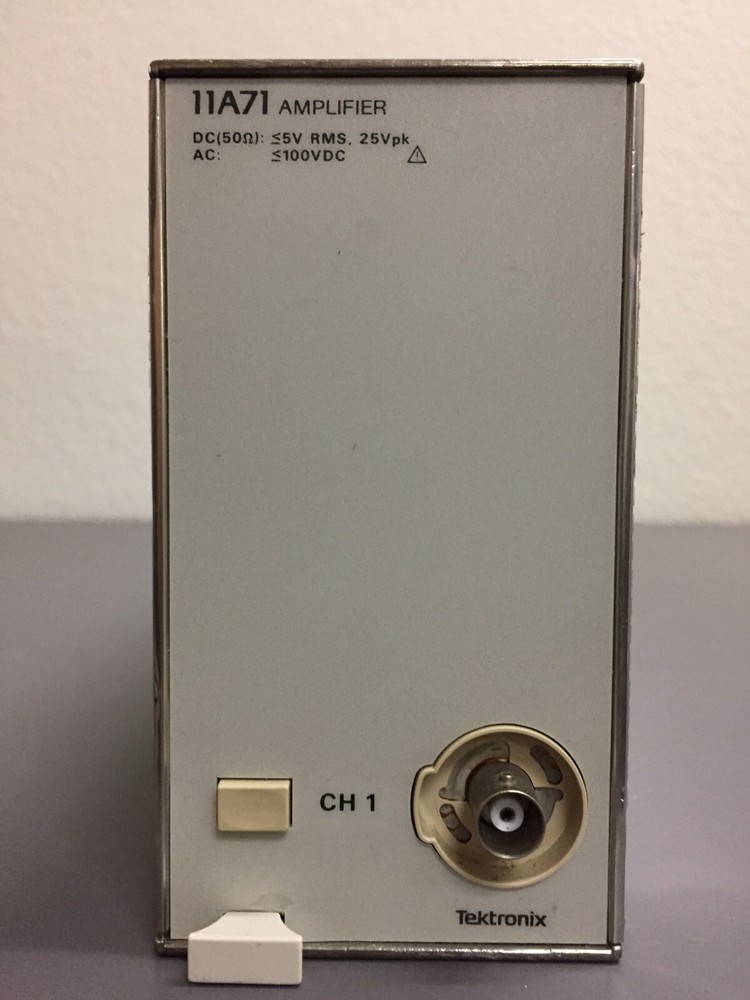 11A71 AMPLIFIER
DC(50Ω): ≤5V RMS, 25Vpk
AC: ≤100VDC
CH 1
Tektronix